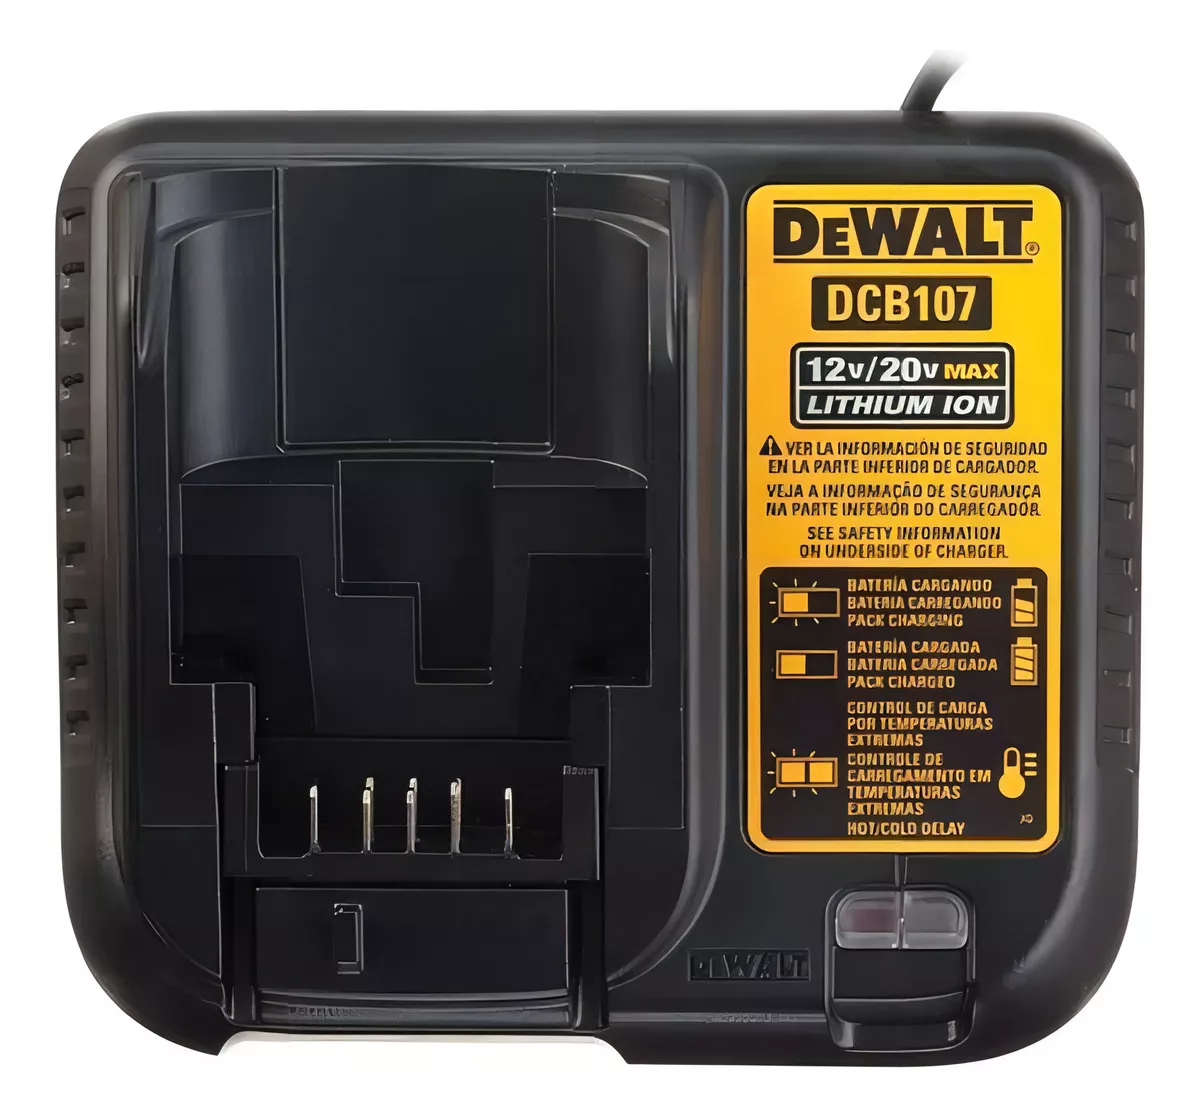 DEWALT®
DCB107
12V/20V MAX
LITHIUM ION
VER LA INFORMACIÓN DE SEGURIDAD
EN LA PARTE INFERIOR DE CARGADOR.
VEJA A INFORMAÇÃO DE SEGURANÇA
NA PARTE INFERIOR DO CARREGADOR.
SEE SAFETY INFORMATION
ON UNDERSIDE OF CHARGER.
BATERÍA CARGANDO
BATERIA CARREGANDO
PACK CHARGING
BATERÍA CARGADA
BATERIA CARREGADA
PACK CHARGED
CONTROL DE CARGA
POR TEMPERATURAS
EXTREMAS
CONTROLE DE
CARREGAMENTO EM
TEMPERATURAS
EXTREMAS
HOT/COLD DELAY
DEWALT